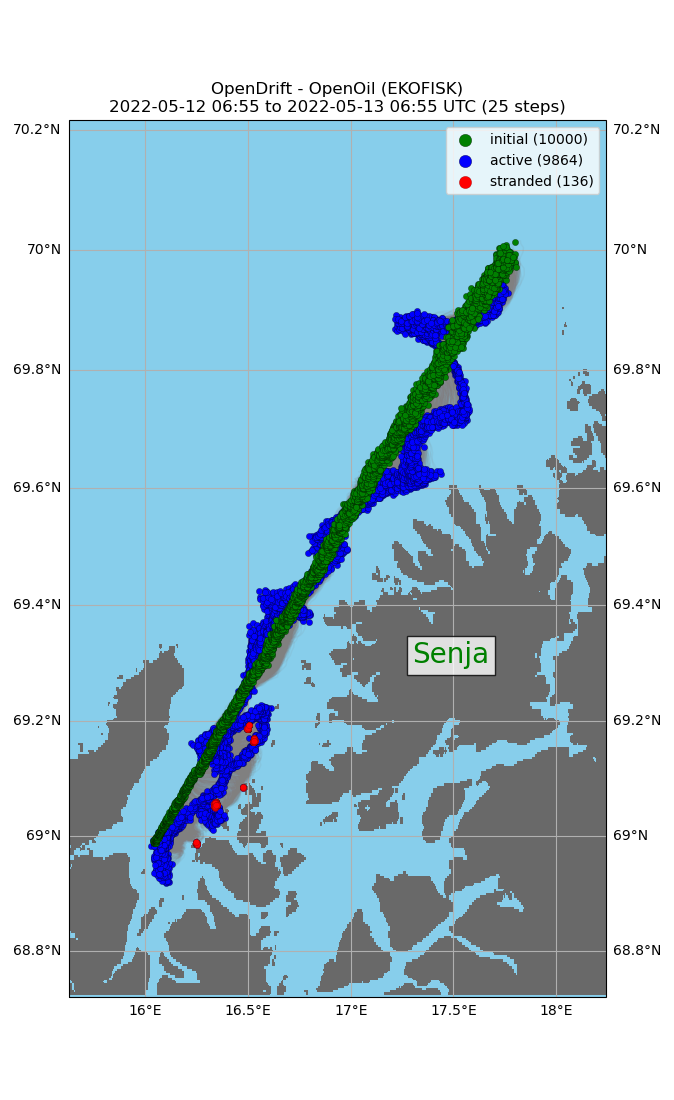 OpenDrift - OpenOil (EKOFISK)
2022-05-12 06:55 to 2022-05-13 06:55 UTC (25 steps)
70.2°N 70.2°N
initial (10000)
active (9864)
stranded (136)
70°N 70°N
69.8°N 69.8°N
69.6°N 69.6°N
69.4°N 69.4°N
Senja
69.2°N 69.2°N
69°N 69°N
68.8°N 68.8°N
16°E 16.5°E 17°E 17.5°E 18°E